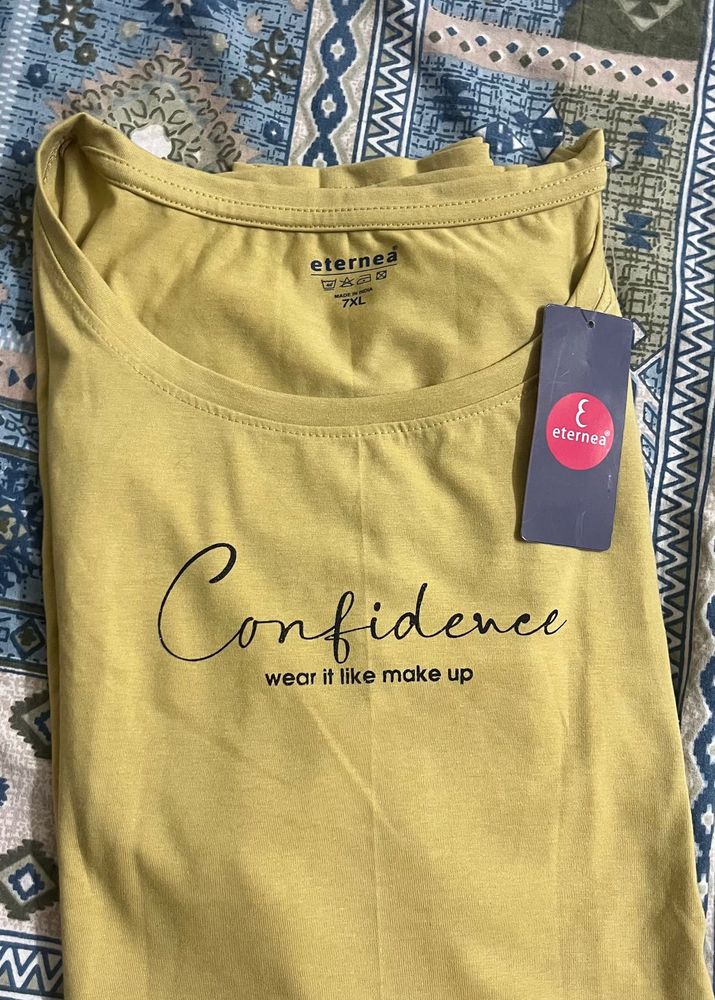 eternea®
MADE IN INDIA
7XL
ε
eternea®
Confidence
wear it like make up